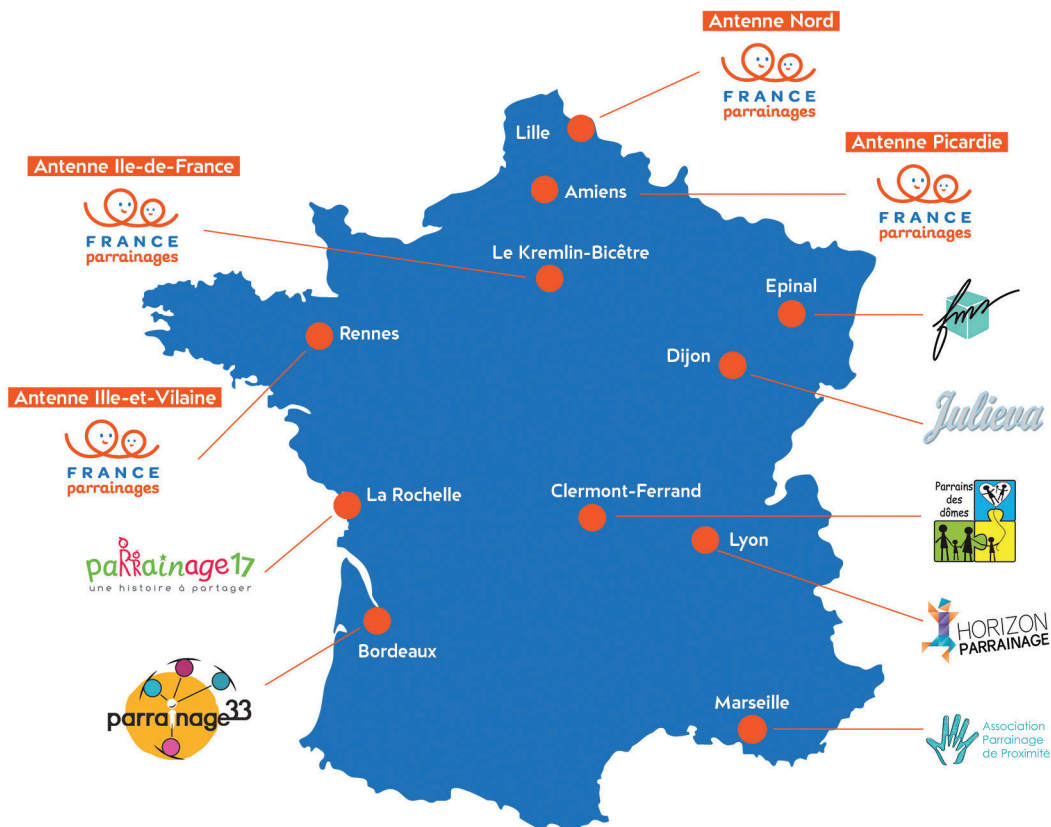 Antenne Nord
FRANCE
parrainages
Lille
Antenne Picardie
FRANCE
parrainages
Amiens
Antenne Ile-de-France
FRANCE
parrainages
Le Kremlin-Bicêtre
Epinal
fms
Rennes
Dijon
Julieva
Antenne Ille-et-Vilaine
FRANCE
parrainages
La Rochelle
Clermont-Ferrand
Parrains
des
dômes
Lyon
paRRainage17
une histoire à partager
HORIZON
PARRAINAGE
Bordeaux
parrainage33
Marseille
Association
Parrainage
de Proximité